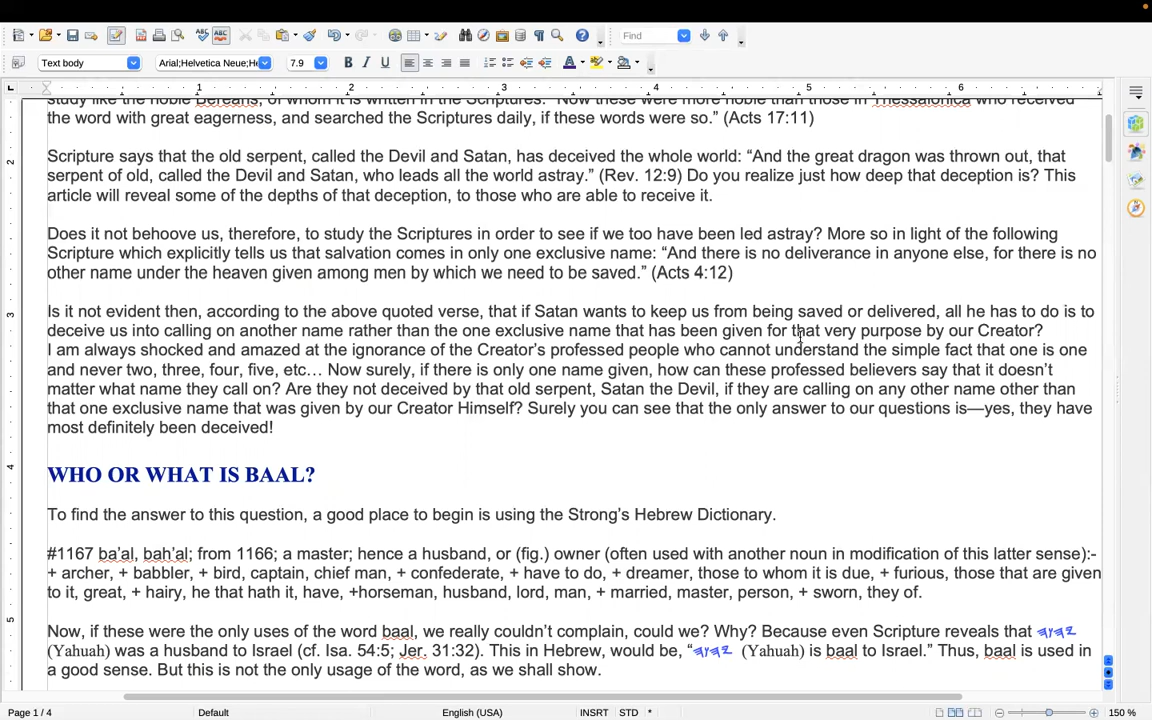 Find
Text body
Arial;Helvetica Neue;He
7.9
1 2 3 4 5 6
study like the noble Bereans, of whom it is written in the Scriptures: “Now these were more noble than those in Thessalonica who received
the word with great eagerness, and searched the Scriptures daily, if these words were so.” (Acts 17:11)
Scripture says that the old serpent, called the Devil and Satan, has deceived the whole world: “And the great dragon was thrown out, that
serpent of old, called the Devil and Satan, who leads all the world astray.” (Rev. 12:9) Do you realize just how deep that deception is? This
article will reveal some of the depths of that deception, to those who are able to receive it.
Does it not behoove us, therefore, to study the Scriptures in order to see if we too have been led astray? More so in light of the following
Scripture which explicitly tells us that salvation comes in only one exclusive name: “And there is no deliverance in anyone else, for there is no
other name under the heaven given among men by which we need to be saved.” (Acts 4:12)
Is it not evident then, according to the above quoted verse, that if Satan wants to keep us from being saved or delivered, all he has to do is to
deceive us into calling on another name rather than the one exclusive name that has been given for that very purpose by our Creator?
I am always shocked and amazed at the ignorance of the Creator’s professed people who cannot understand the simple fact that one is one
and never two, three, four, five, etc… Now surely, if there is only one name given, how can these professed believers say that it doesn’t
matter what name they call on? Are they not deceived by that old serpent, Satan the Devil, if they are calling on any other name other than
that one exclusive name that was given by our Creator Himself? Surely you can see that the only answer to our questions is—yes, they have
most definitely been deceived!
WHO OR WHAT IS BAAL?
To find the answer to this question, a good place to begin is using the Strong’s Hebrew Dictionary.
#1167 ba’al, bah’al; from 1166; a master; hence a husband, or (fig.) owner (often used with another noun in modification of this latter sense):-
+ archer, + babbler, + bird, captain, chief man, + confederate, + have to do, + dreamer, those to whom it is due, + furious, those that are given
to it, great, + hairy, he that hath it, have, +horseman, husband, lord, man, + married, master, person, + sworn, they of.
Now, if these were the only uses of the word baal, we really couldn’t complain, could we? Why? Because even Scripture reveals that 𐤉𐤄𐤅𐤄
(Yahuah) was a husband to Israel (cf. Isa. 54:5; Jer. 31:32). This in Hebrew, would be, “𐤉𐤄𐤅𐤄 (Yahuah) is baal to Israel.” Thus, baal is used in
a good sense. But this is not the only usage of the word, as we shall show.
Page 1 / 4
Default
English (USA)
INSRT
STD
*
150 %